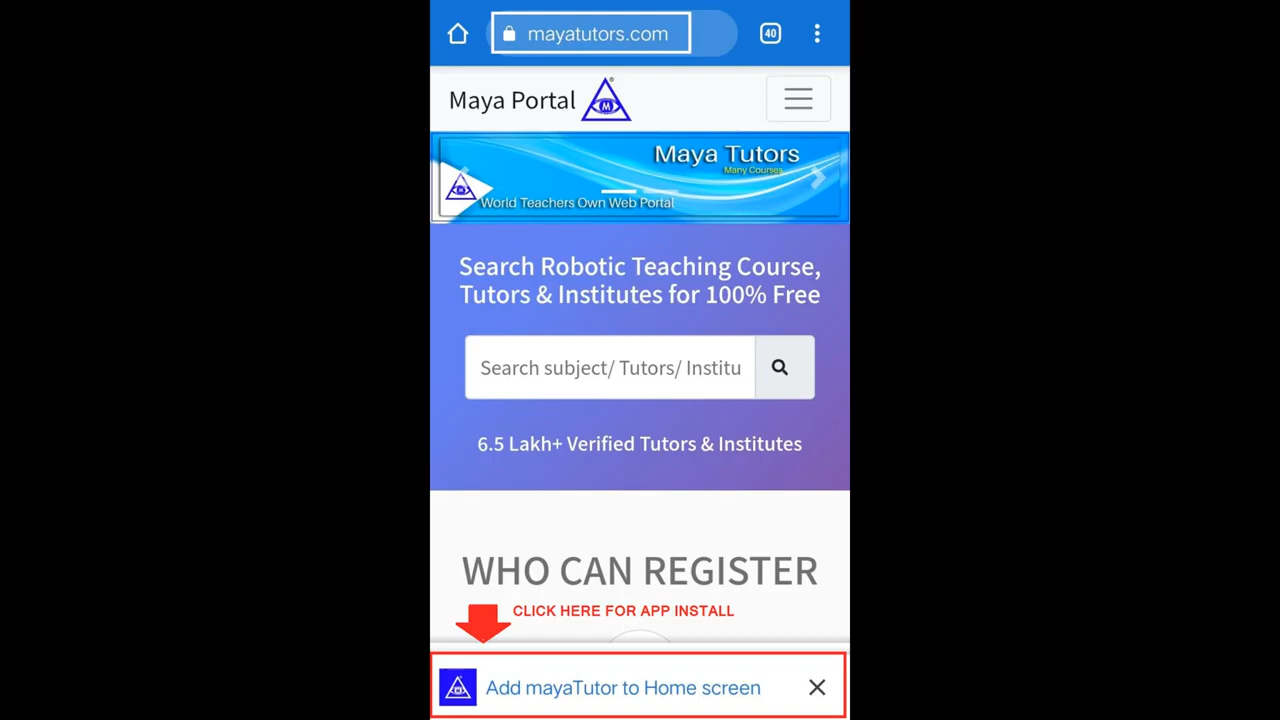 mayatutors.com
40
Maya Portal
M
Maya Tutors
Many Courses
World Teachers Own Web Portal
Search Robotic Teaching Course,
Tutors & Institutes for 100% Free
Search subject/ Tutors/ Institu
6.5 Lakh+ Verified Tutors & Institutes
WHO CAN REGISTER
CLICK HERE FOR APP INSTALL
Add mayaTutor to Home screen